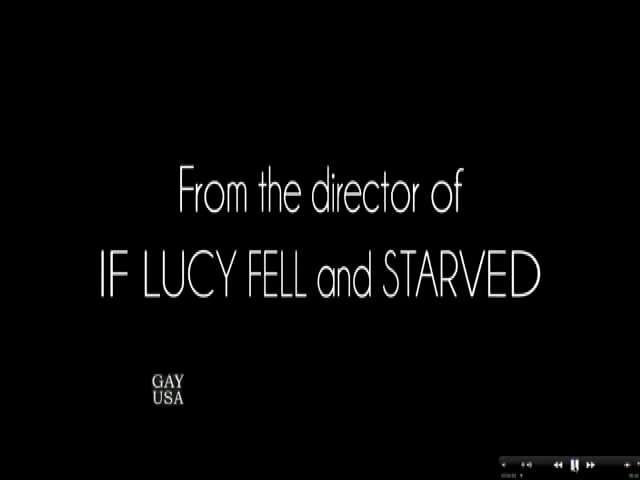 From the director of
IF LUCY FELL and STARVED
GAY
USA